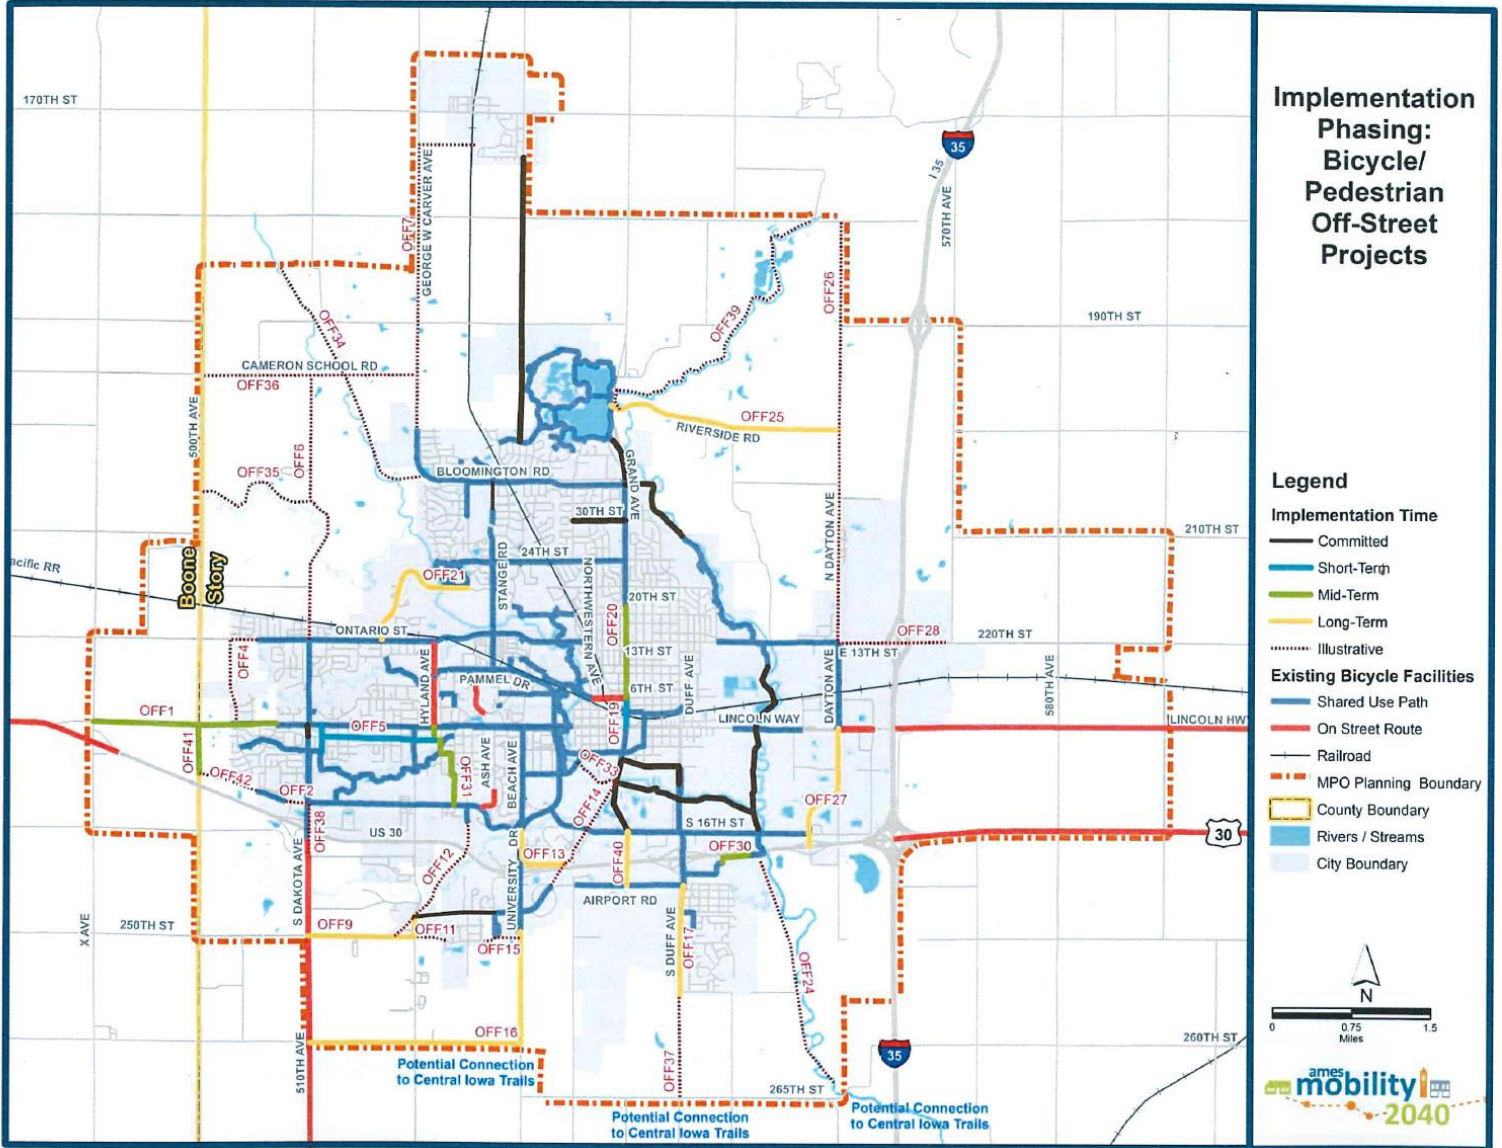 170TH ST
35
I 35
570TH AVE
GEORGE W CARVER AVE
OFF7
OFF34
OFF39
OFF26
190TH ST
CAMERON SCHOOL RD
OFF36
500TH AVE
OFF35
OFF6
OFF25
RIVERSIDE RD
BLOOMINGTON RD
GRAND AVE
30TH ST
24TH ST
STANGE RD
NORTHWESTERN AVE
N DAYTON AVE
210TH ST
acific RR
Boone
Story
OFF21
20TH ST
OFF20
ONTARIO ST
OFF4
HYLAND AVE
PAMMEL DR
13TH ST
6TH ST
DUFF AVE
OFF28
220TH ST
E 13TH ST
DAYTON AVE
580TH AVE
OFF1
OFF5
OFF19
LINCOLN WAY
LINCOLN HW
OFF41
OFF42
OFF2
OFF31
ASH AVE
BEACH AVE
OFF33
OFF14
OFF27
OFF38
US 30
S 16TH ST
30
S DAKOTA AVE
OFF12
OFF13
UNIVERSITY DR
OFF40
OFF30
AIRPORT RD
X AVE
250TH ST
OFF9
OFF11
OFF15
S DUFF AVE
OFF17
OFF24
510TH AVE
OFF16
OFF37
35
260TH ST
265TH ST
Potential Connection
to Central Iowa Trails
Potential Connection
to Central Iowa Trails
Potential Connection
to Central Iowa Trails
Implementation
Phasing:
Bicycle/
Pedestrian
Off-Street
Projects
Legend
Implementation Time
Committed
Short-Term
Mid-Term
Long-Term
Illustrative
Existing Bicycle Facilities
Shared Use Path
On Street Route
Railroad
MPO Planning Boundary
County Boundary
Rivers / Streams
City Boundary
N
0 0.75 1.5
Miles
ames
mobility
2040